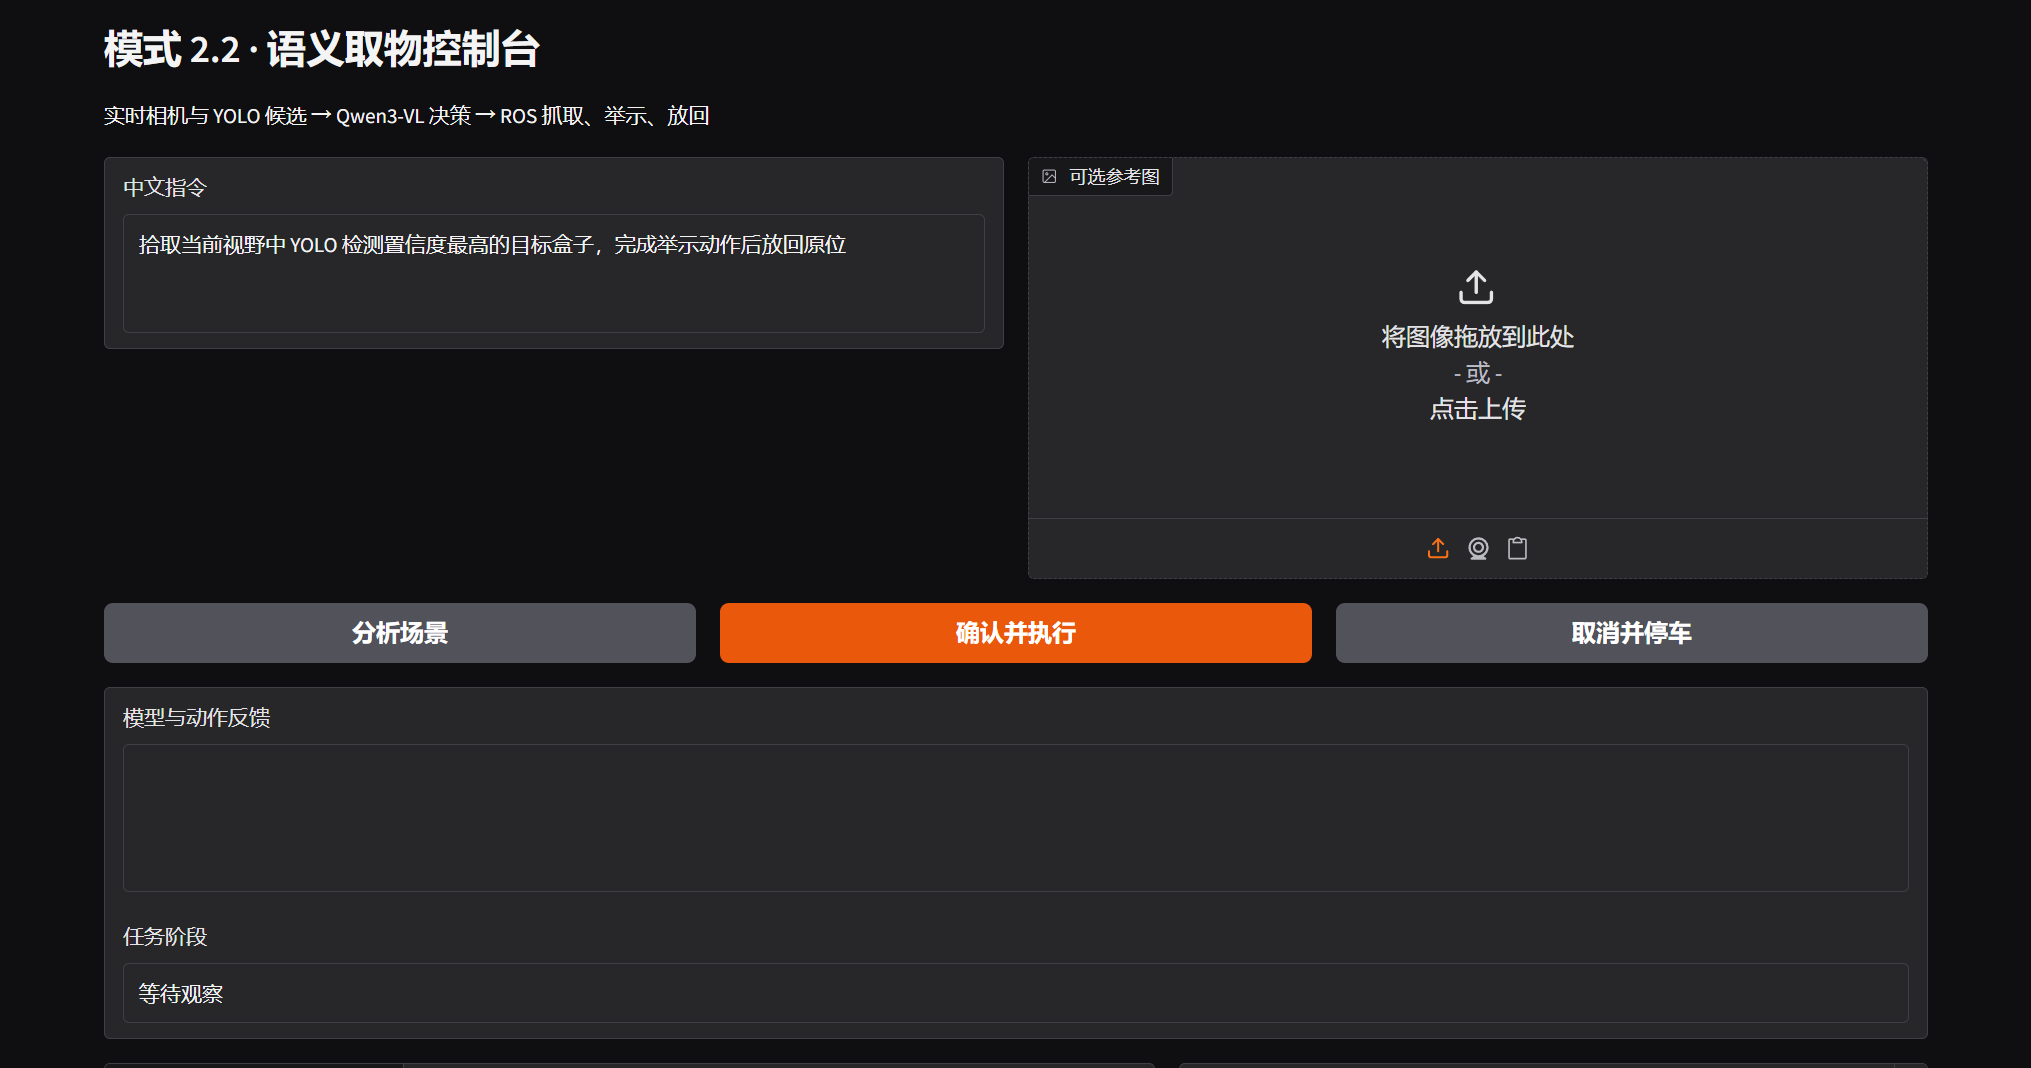 模式 2.2 · 语义取物控制台
实时相机与 YOLO 候选 → Qwen3-VL 决策 → ROS 抓取、举示、放回
中文指令
拾取当前视野中 YOLO 检测置信度最高的目标盒子，完成举示动作后放回原位
可选参考图
将图像拖放到此处
- 或 -
点击上传
分析场景
确认并执行
取消并停车
模型与动作反馈
任务阶段
等待观察